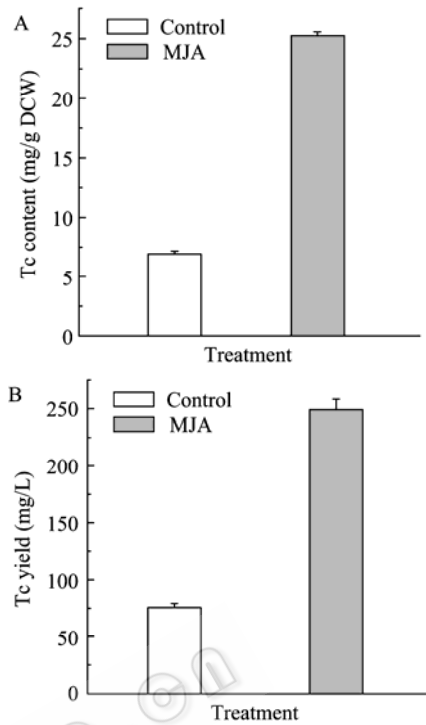 A
Control
MJA
Tc content (mg/g DCW)
25
20
15
10
5
0
Treatment
B
Control
MJA
Tc yield (mg/L)
250
200
150
100
50
0
Treatment